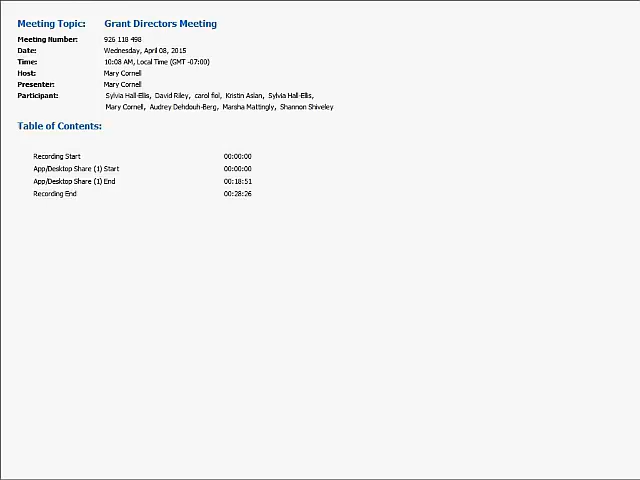 Meeting Topic: Grant Directors Meeting
Meeting Number: 926 118 498
Date: Wednesday, April 08, 2015
Time: 10:08 AM, Local Time (GMT -07:00)
Host: Mary Cornell
Presenter: Mary Cornell
Participant: Sylvia Hall-Ellis, David Riley, carol fiol, Kristin Aslan, Sylvia Hall-Ellis,
Mary Cornell, Audrey Dehdouh-Berg, Marsha Mattingly, Shannon Shiveley
Table of Contents:
Recording Start 00:00:00
App/Desktop Share (1) Start 00:00:00
App/Desktop Share (1) End 00:18:51
Recording End 00:28:26